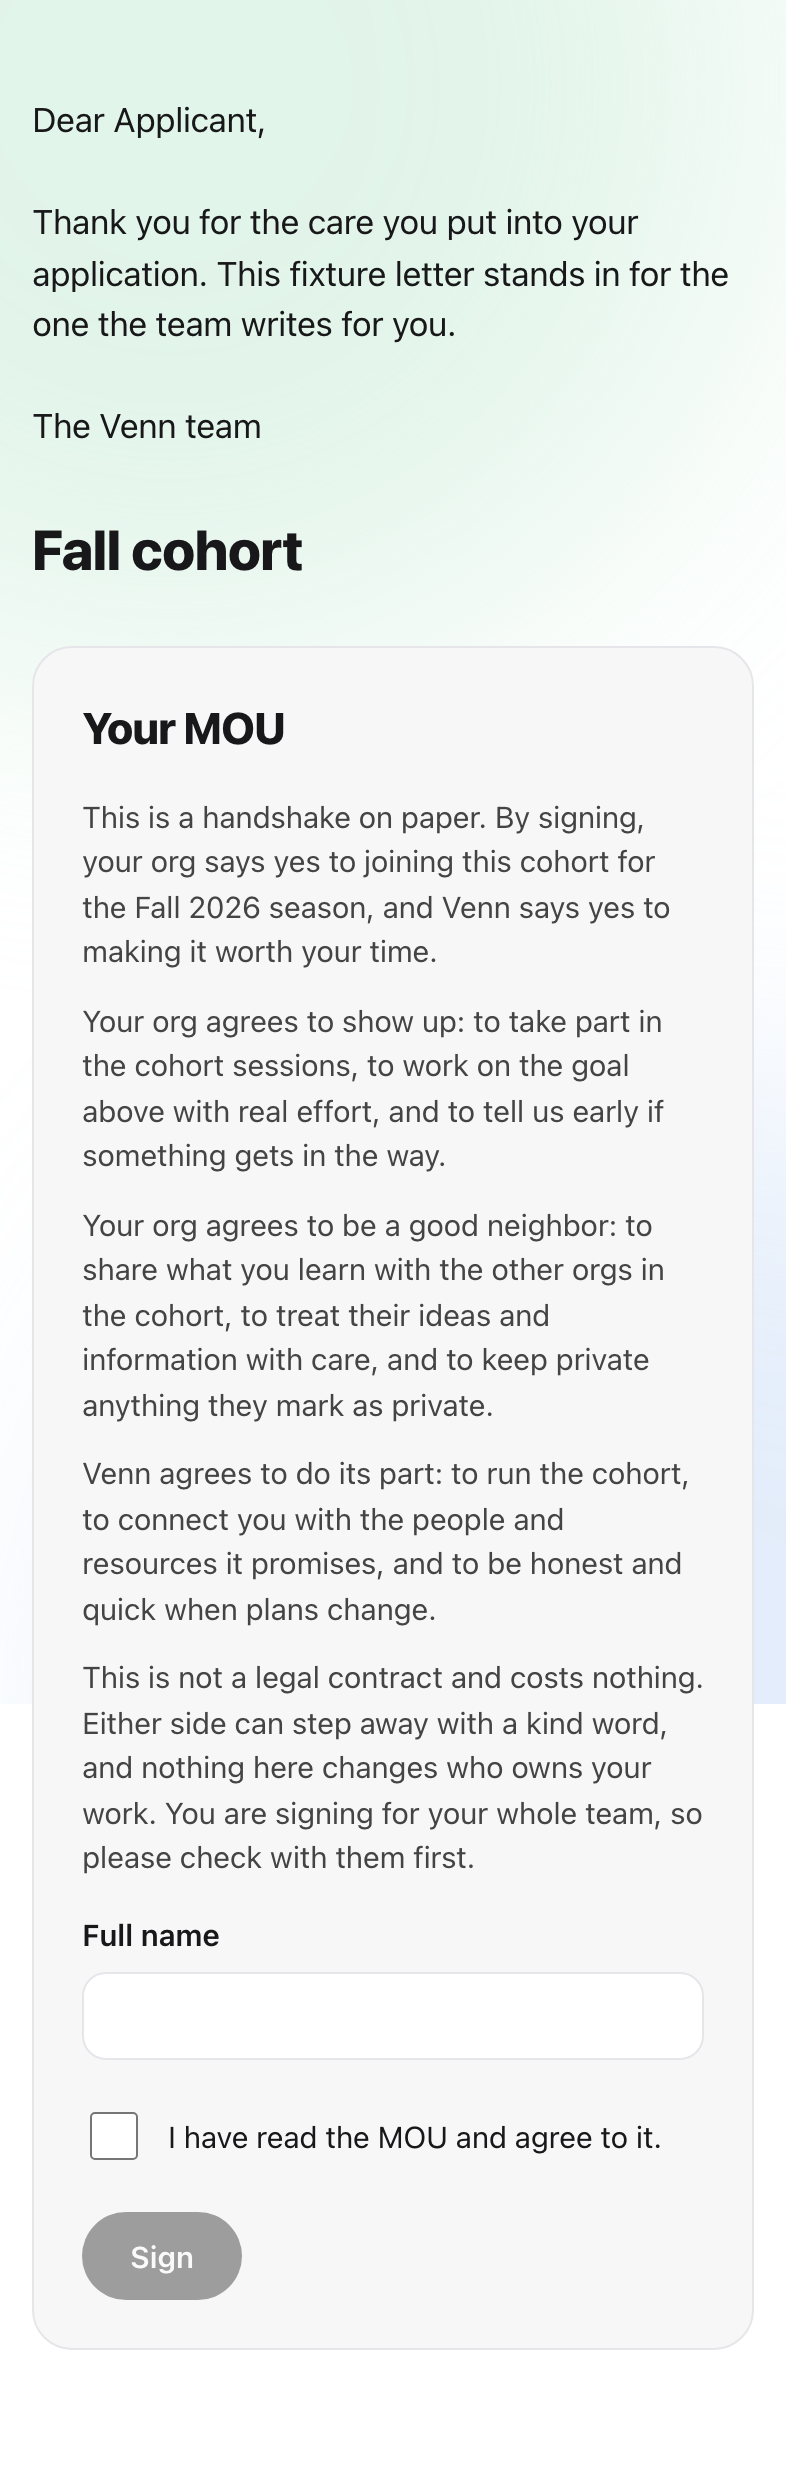 Dear Applicant,
Thank you for the care you put into your
application. This fixture letter stands in for the
one the team writes for you.
The Venn team
Fall cohort
Your MOU
This is a handshake on paper. By signing,
your org says yes to joining this cohort for
the Fall 2026 season, and Venn says yes to
making it worth your time.
Your org agrees to show up: to take part in
the cohort sessions, to work on the goal
above with real effort, and to tell us early if
something gets in the way.
Your org agrees to be a good neighbor: to
share what you learn with the other orgs in
the cohort, to treat their ideas and
information with care, and to keep private
anything they mark as private.
Venn agrees to do its part: to run the cohort,
to connect you with the people and
resources it promises, and to be honest and
quick when plans change.
This is not a legal contract and costs nothing.
Either side can step away with a kind word,
and nothing here changes who owns your
work. You are signing for your whole team, so
please check with them first.
Full name
I have read the MOU and agree to it.
Sign